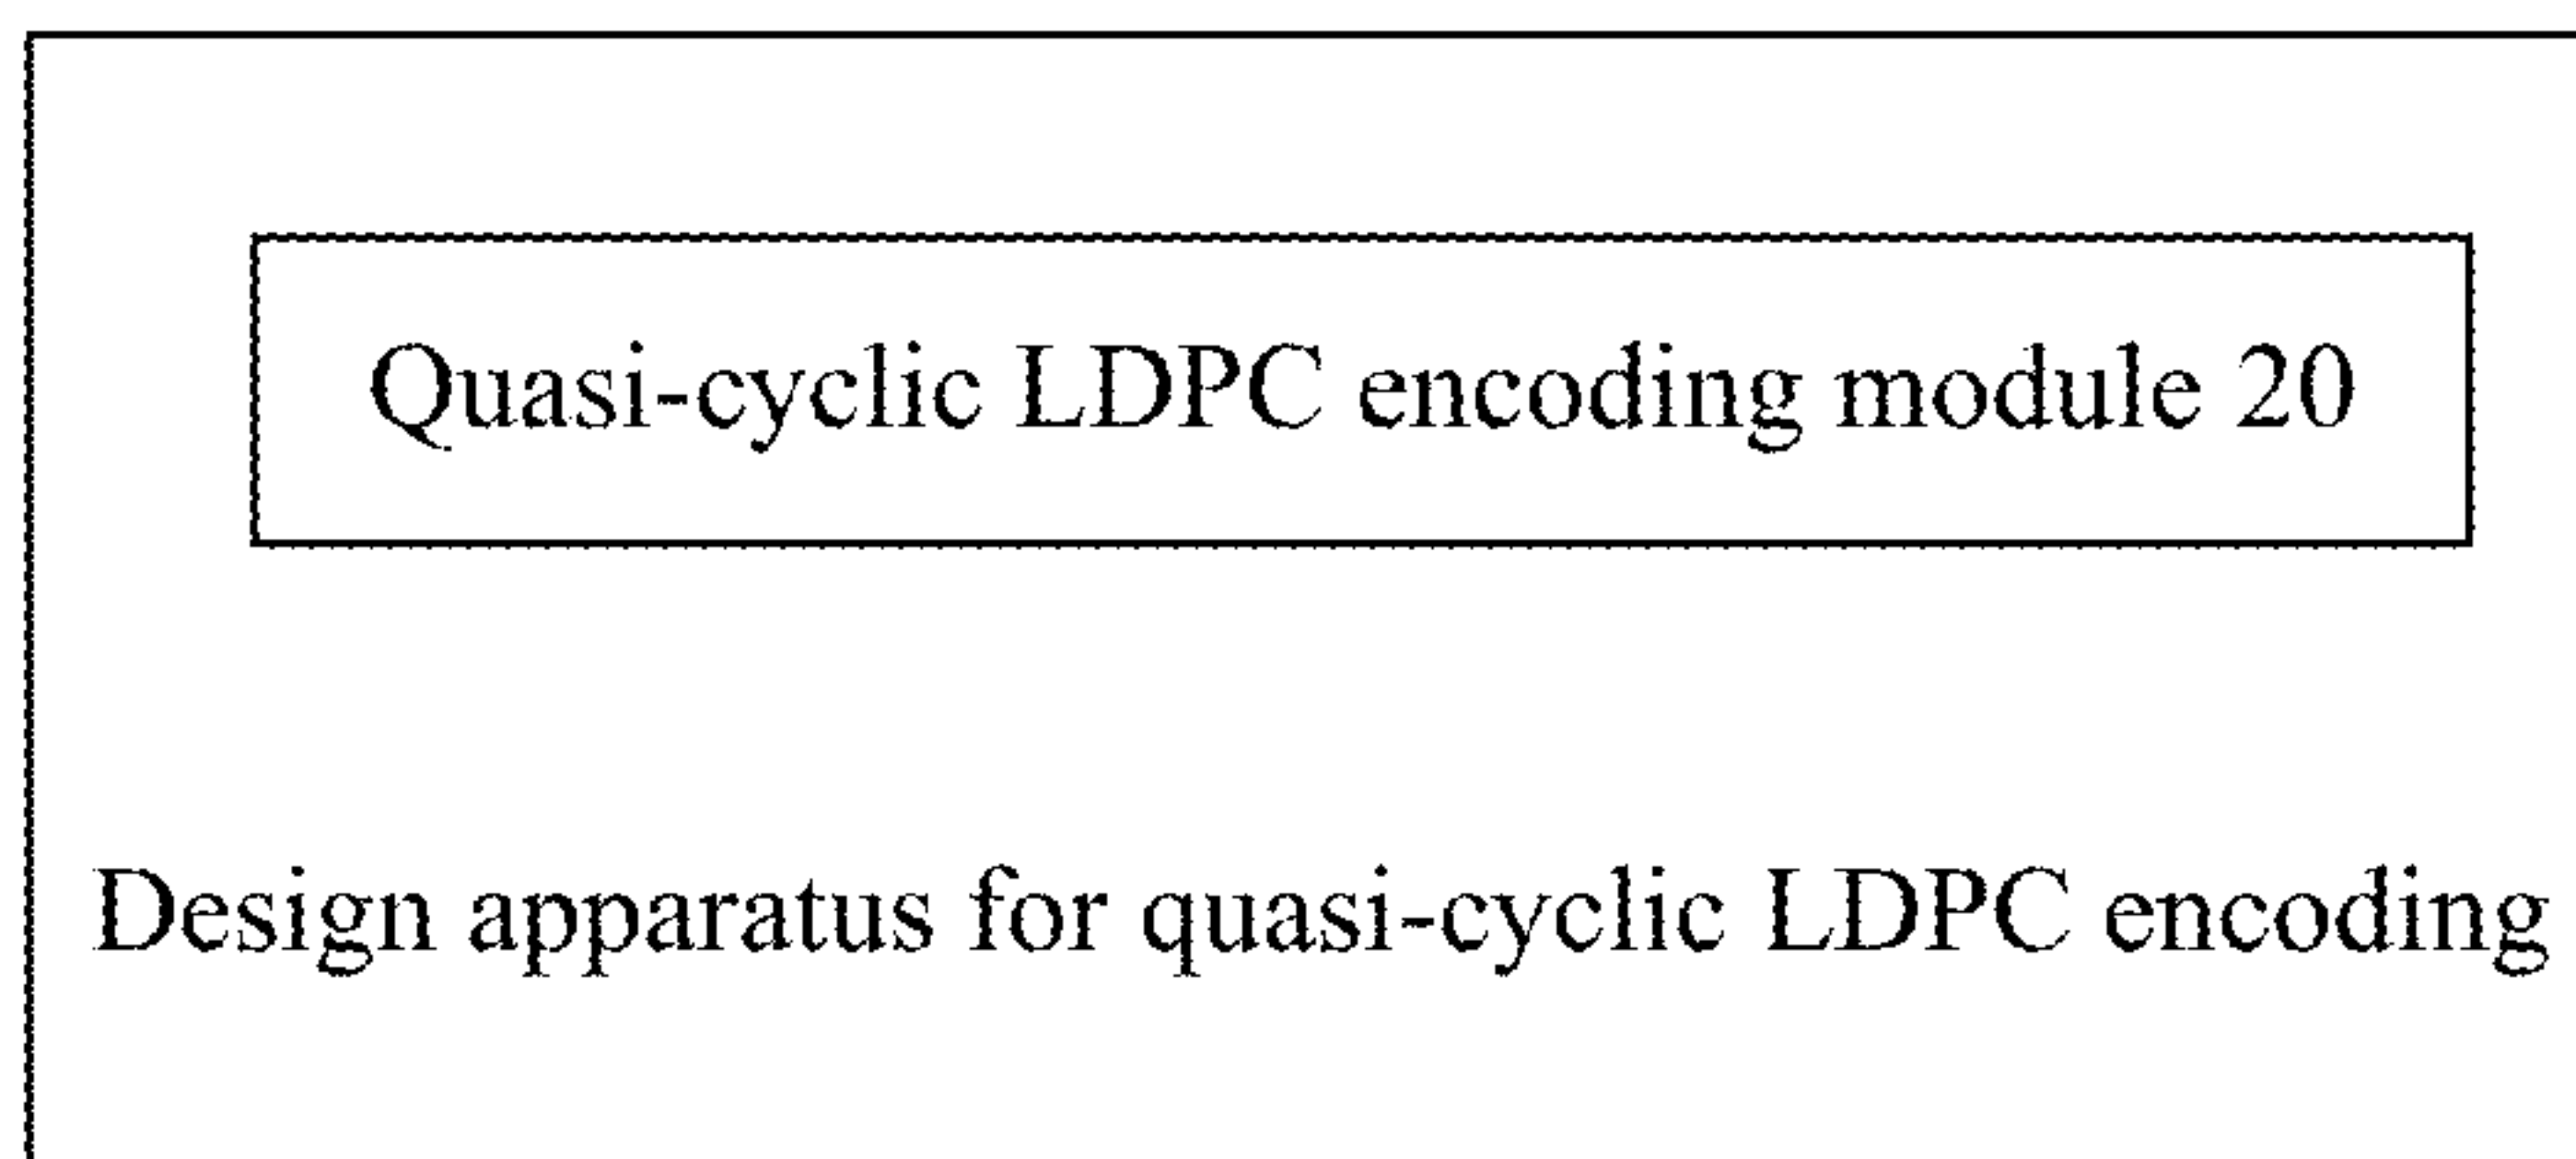 Quasi-cyclic LDPC encoding module 20
Design apparatus for quasi-cyclic LDPC encoding